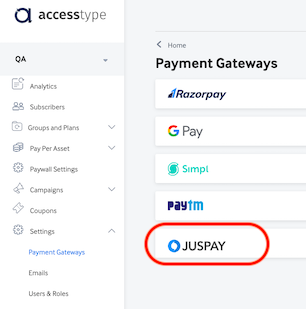 accesstype
QA
Analytics
Subscribers
Groups and Plans
Pay Per Asset
Paywall Settings
Campaigns
Coupons
Settings
Payment Gateways
Emails
Users & Roles
Home
Payment Gateways
Razorpay
G Pay
Simpl
paytm
JUSPAY